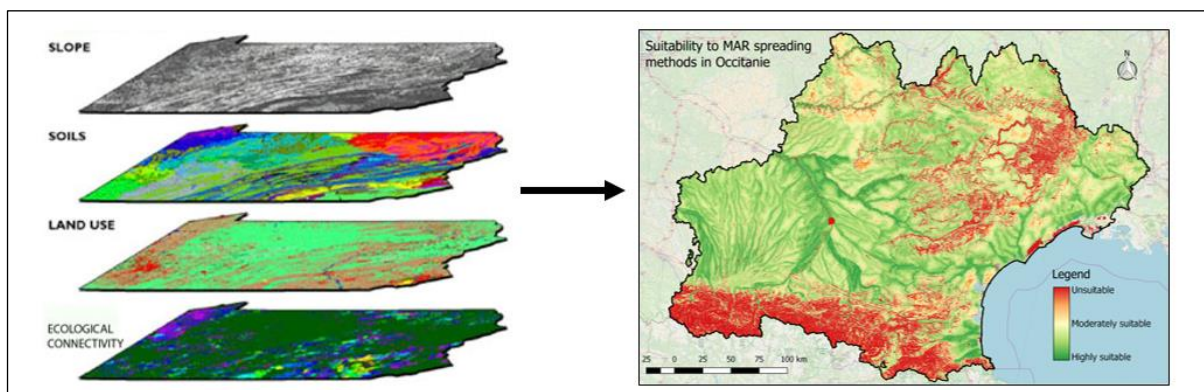 SLOPE
SOILS
LAND USE
ECOLOGICAL
CONNECTIVITY
Suitability to MAR spreading
methods in Occitanie
N
Legend
Unsuitable
Moderately suitable
Highly suitable
25 0 25 50 75 100 km